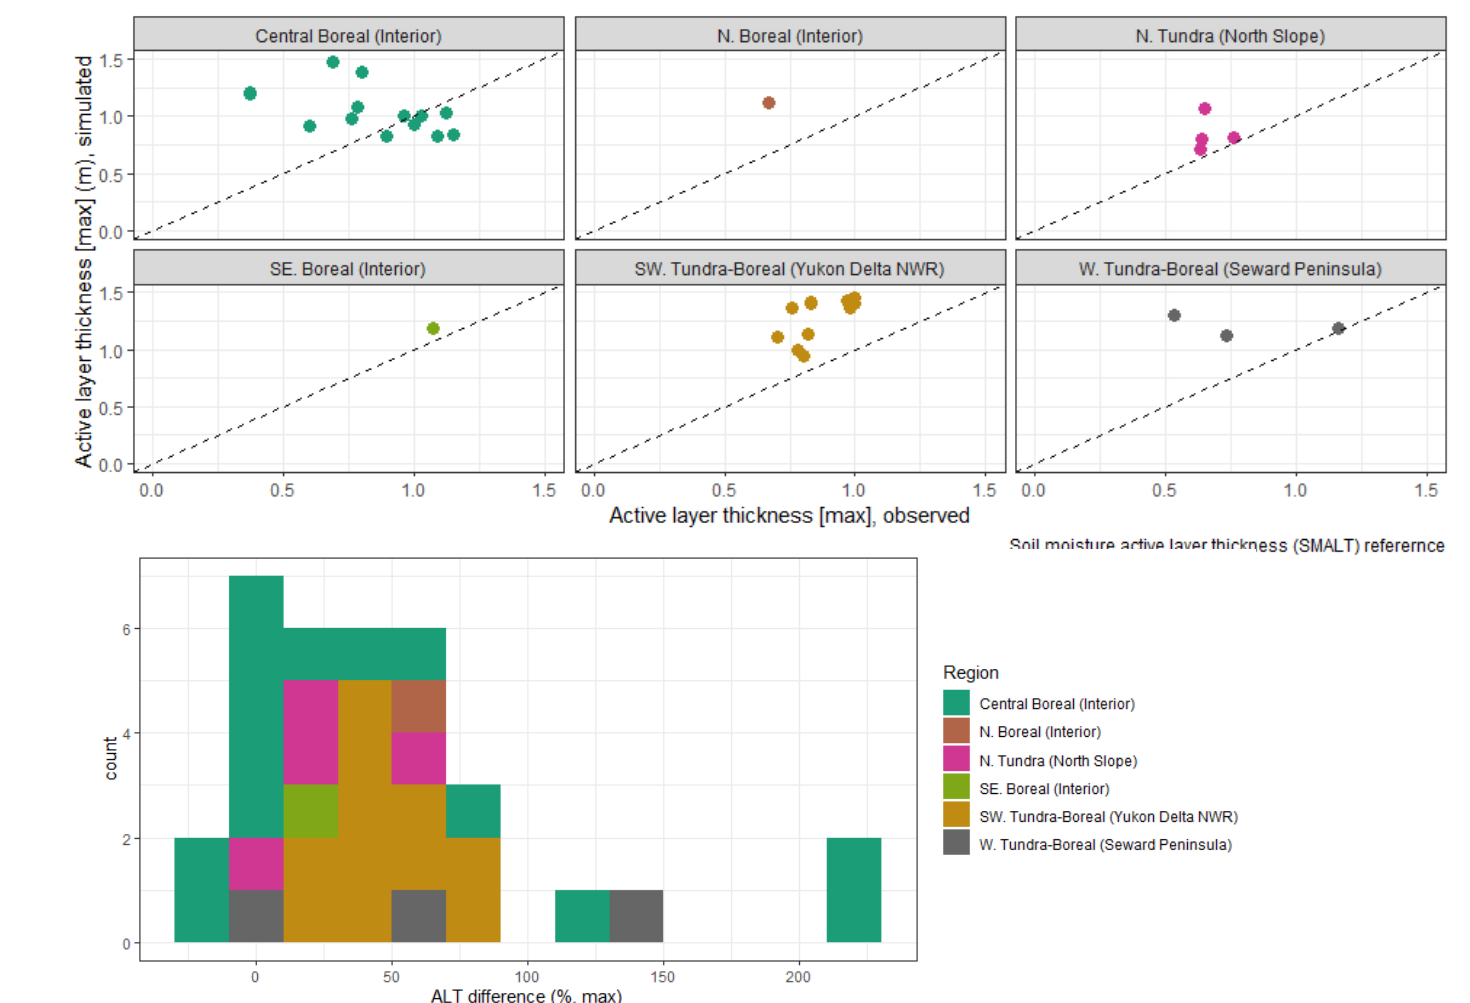 Central Boreal (Interior)
N. Boreal (Interior)
N. Tundra (North Slope)
1.5
1.0
0.5
0.0
SE. Boreal (Interior)
SW. Tundra-Boreal (Yukon Delta NWR)
W. Tundra-Boreal (Seward Peninsula)
1.5
1.0
0.5
0.0
Active layer thickness [max] (m), simulated
0.0 0.5 1.0 1.5
0.0 0.5 1.0 1.5
0.0 0.5 1.0 1.5
Active layer thickness [max], observed
Soil moisture active layer thickness (SMALT) referernce
6
4
2
0
count
0 50 100 150 200
ALT difference (%, max)
Region
Central Boreal (Interior)
N. Boreal (Interior)
N. Tundra (North Slope)
SE. Boreal (Interior)
SW. Tundra-Boreal (Yukon Delta NWR)
W. Tundra-Boreal (Seward Peninsula)